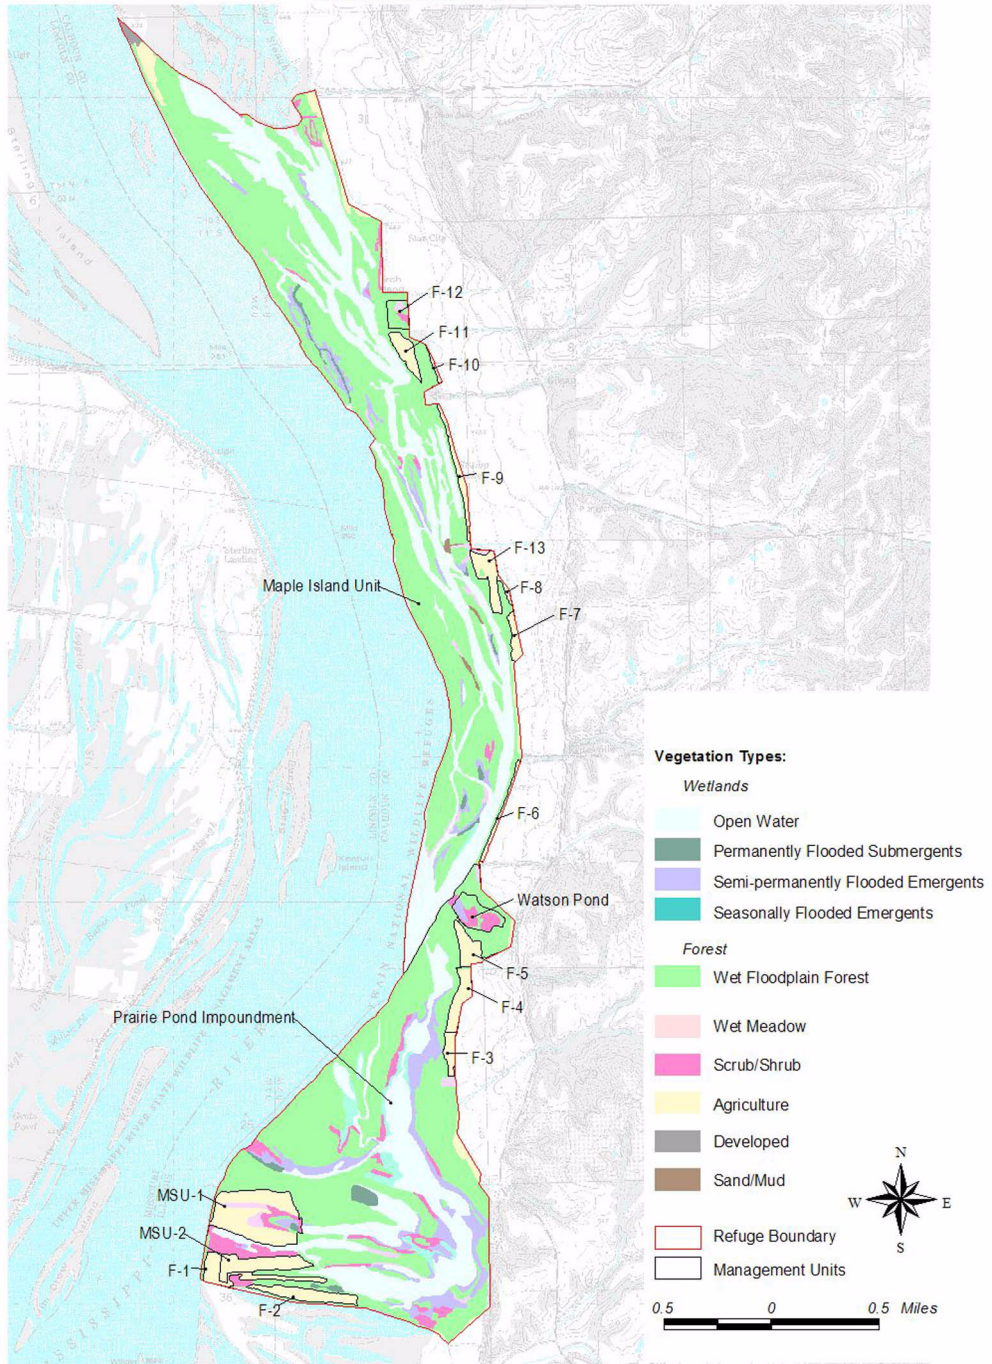 F-12
F-11
F-10
F-9
F-13
F-8
F-7
Maple Island Unit
F-6
Watson Pond
F-5
F-4
Prairie Pond Impoundment
F-3
MSU-1
MSU-2
F-1
F-2
Vegetation Types:
Wetlands
Open Water
Permanently Flooded Submergents
Semi-permanently Flooded Emergents
Seasonally Flooded Emergents
Forest
Wet Floodplain Forest
Wet Meadow
Scrub/Shrub
Agriculture
Developed
Sand/Mud
Refuge Boundary
Management Units
N
W
E
S
0.5
0
0.5 Miles